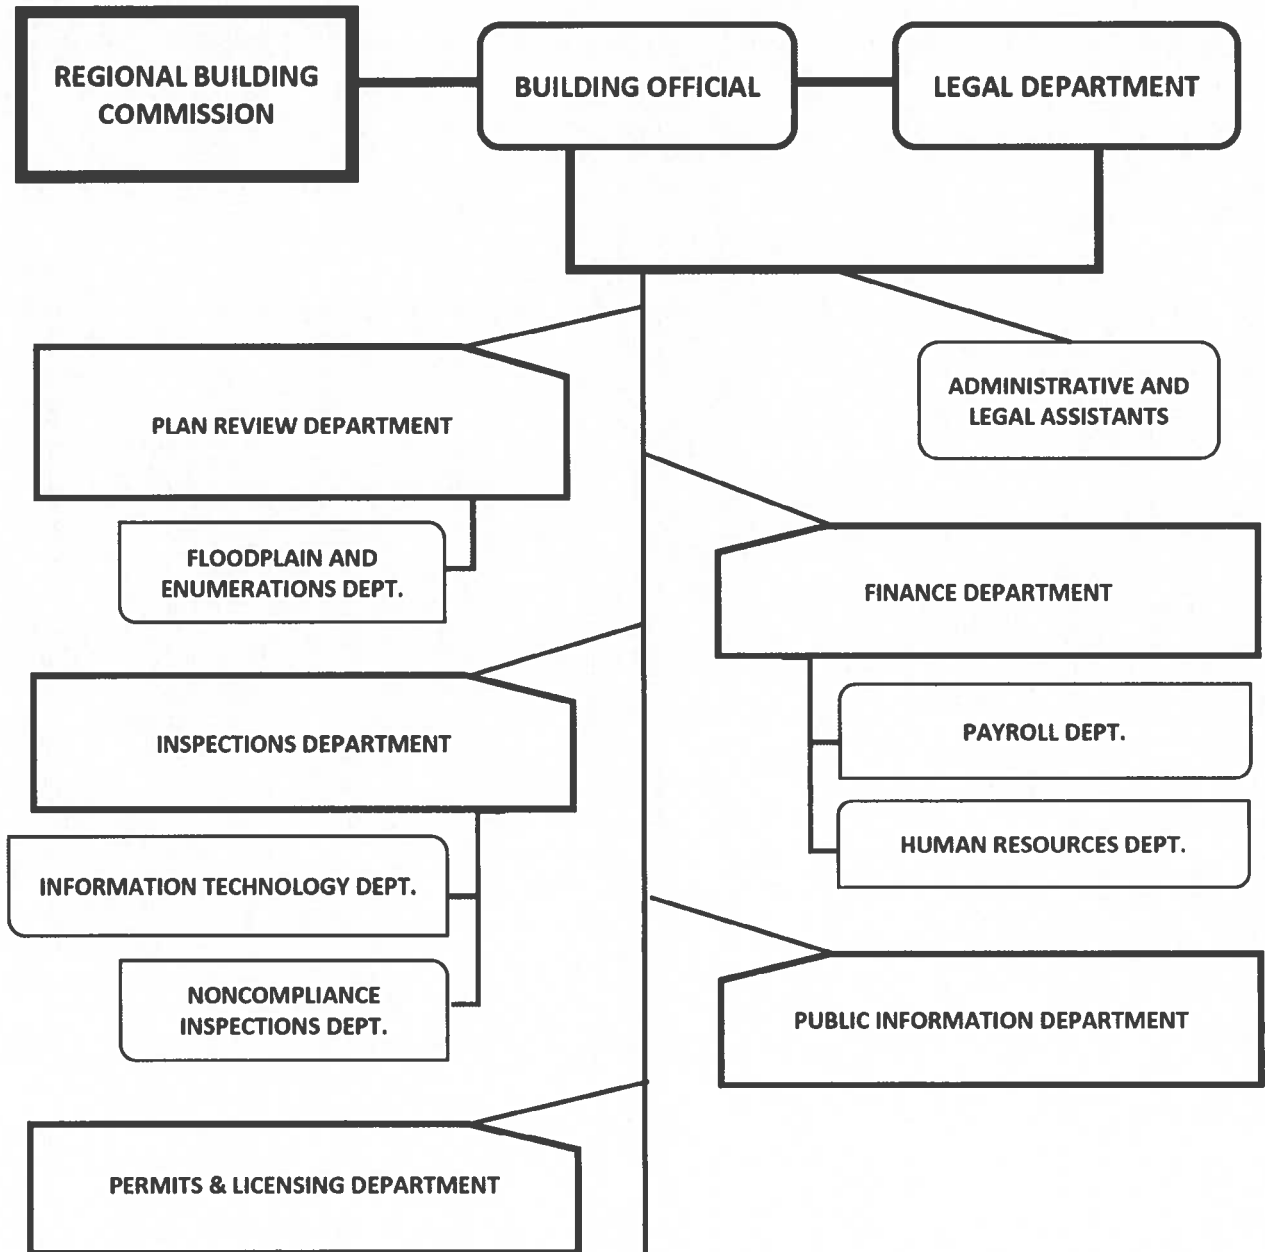 REGIONAL BUILDING
COMMISSION
BUILDING OFFICIAL
LEGAL DEPARTMENT
ADMINISTRATIVE AND
LEGAL ASSISTANTS
PLAN REVIEW DEPARTMENT
FLOODPLAIN AND
ENUMERATIONS DEPT.
FINANCE DEPARTMENT
PAYROLL DEPT.
HUMAN RESOURCES DEPT.
INSPECTIONS DEPARTMENT
INFORMATION TECHNOLOGY DEPT.
NONCOMPLIANCE
INSPECTIONS DEPT.
PUBLIC INFORMATION DEPARTMENT
PERMITS & LICENSING DEPARTMENT